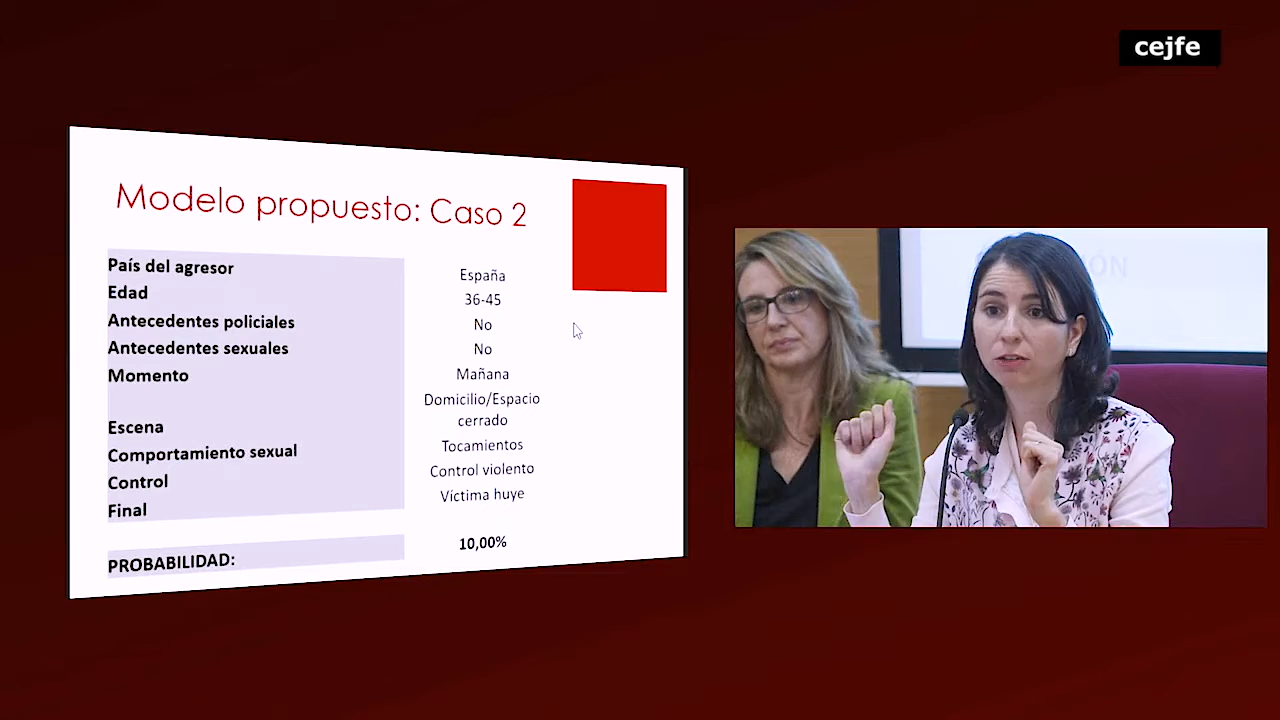 cejfe
Modelo propuesto: Caso 2
País del agresor España
Edad 36-45
Antecedentes policiales No
Antecedentes sexuales No
Momento Mañana
Escena Domicilio/Espacio
cerrado
Comportamiento sexual Tocamientos
Control Control violento
Final Víctima huye
PROBABILIDAD: 10,00%